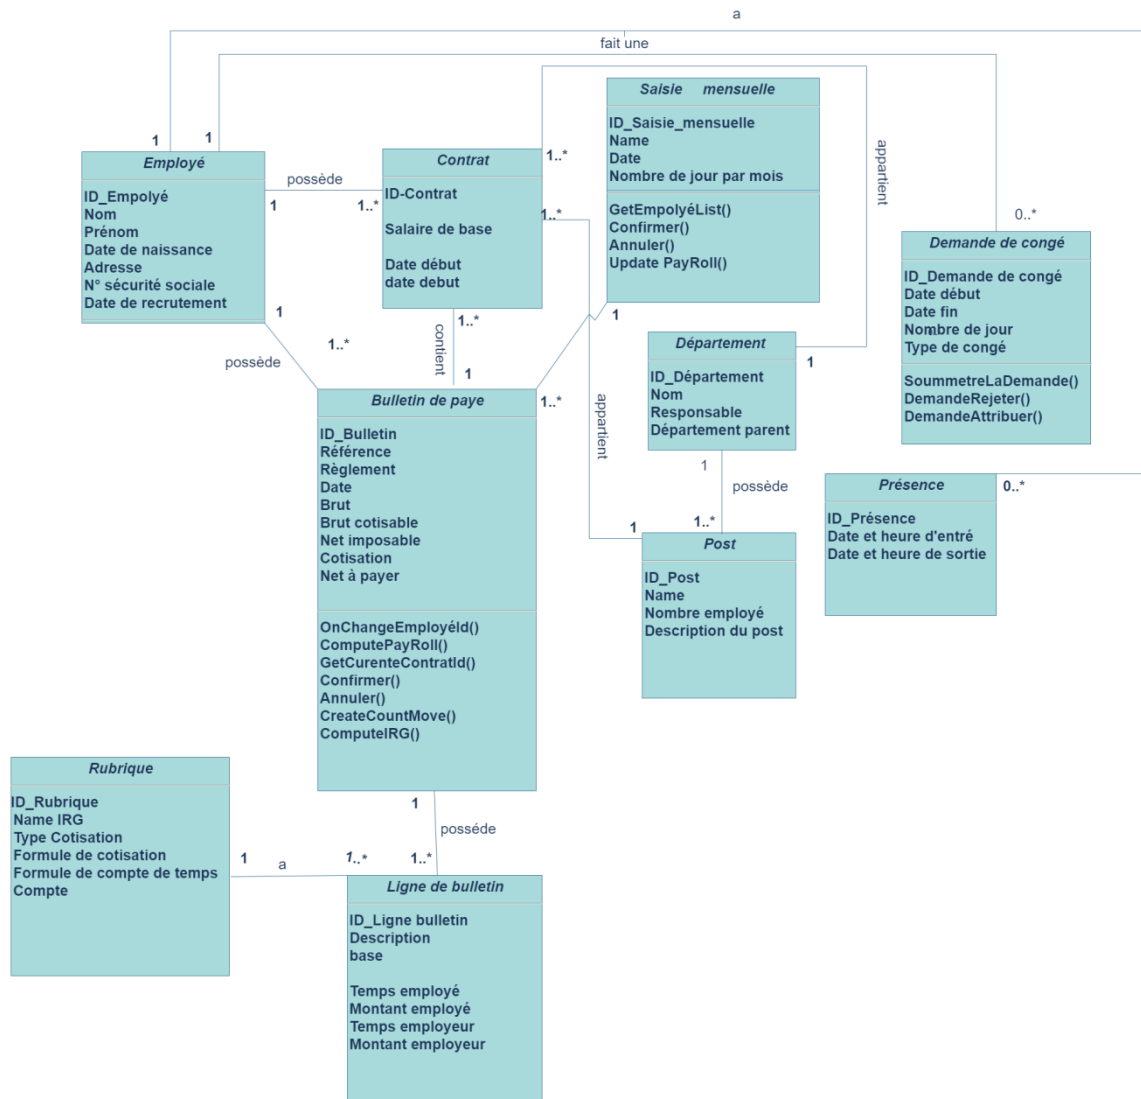 a
fait une
Employé
ID_Empolyé
Nom
Prénom
Date de naissance
Adresse
N° sécurité sociale
Date de recrutement
1
1
possède
1
1..*
Contrat
ID-Contrat
Salaire de base
Date début
date debut
1..*
1..*
Saisie mensuelle
ID_Saisie_mensuelle
Name
Date
Nombre de jour par mois
GetEmpolyéList()
Confirmer()
Annuler()
Update PayRoll()
appartient
0..*
Demande de congé
ID_Demande de congé
Date début
Date fin
Nombre de jour
Type de congé
SoummetreLaDemande()
DemandeRejeter()
DemandeAttribuer()
1
possède
1..*
1..*
contient
1
1
1..*
appartient
Département
ID_Département
Nom
Responsable
Département parent
1
1
possède
1..*
1
Post
ID_Post
Name
Nombre employé
Description du post
Présence
0..*
ID_Présence
Date et heure d'entré
Date et heure de sortie
Bulletin de paye
ID_Bulletin
Référence
Règlement
Date
Brut
Brut cotisable
Net imposable
Cotisation
Net à payer
OnChangeEmployéId()
ComputePayRoll()
GetCurenteContratId()
Confirmer()
Annuler()
CreateCountMove()
ComputeIRG()
1
posséde
1..*
Rubrique
ID_Rubrique
Name IRG
Type Cotisation
Formule de cotisation
Formule de compte de temps
Compte
1
a
1..*
Ligne de bulletin
ID_Ligne bulletin
Description
base
Temps employé
Montant employé
Temps employeur
Montant employeur